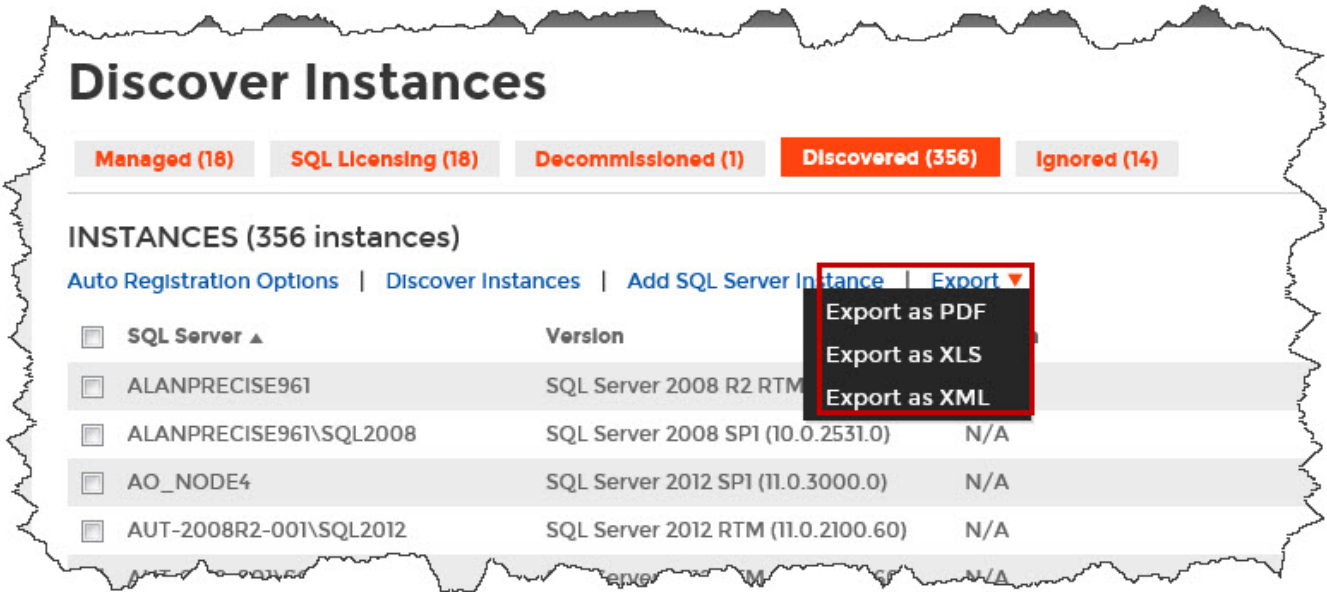 Discover Instances
Managed (18) SQL Licensing (18) Decommissioned (1) Discovered (356) Ignored (14)
INSTANCES (356 instances)
Auto Registration Options | Discover Instances | Add SQL Server Instance | Export
Export as PDF
SQL Server Version
Export as XLS
ALANPRECISE961 SQL Server 2008 R2 RTM
Export as XML
ALANPRECISE961\SQL2008 SQL Server 2008 SP1 (10.0.2531.0) N/A
AO_NODE4 SQL Server 2012 SP1 (11.0.3000.0) N/A
AUT-2008R2-001\SQL2012 SQL Server 2012 RTM (11.0.2100.60) N/A
N/A